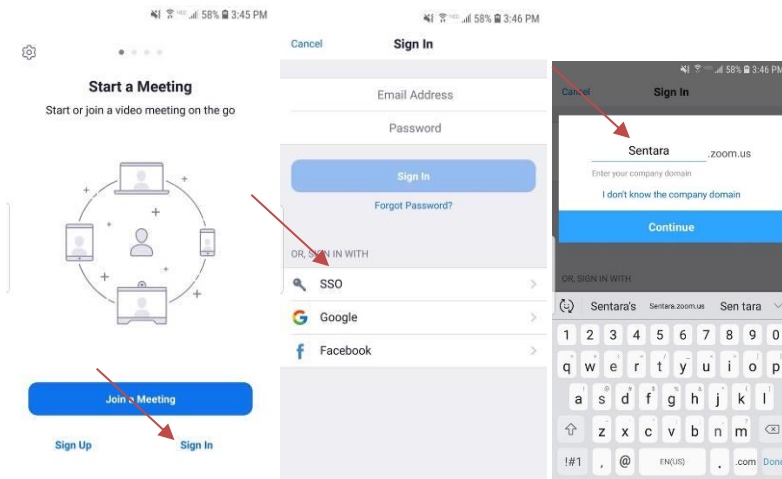 58% 3:45 PM
Start a Meeting
Start or join a video meeting on the go
Join a Meeting
Sign Up
Sign In
58% 3:46 PM
Cancel
Sign In
Email Address
Password
Sign In
Forgot Password?
OR, SIGN IN WITH
SSO
Google
Facebook
58% 3:46 PM
Cancel
Sign In
Sentara .zoom.us
Enter your company domain
I don't know the company domain
Continue
OR, SIGN IN WITH
Sentara's Sentara.zoom.us Sen tara
1 2 3 4 5 6 7 8 9 0
q w e r t y u i o p
a s d f g h j k l
z x c v b n m
!#1 , @ EN(US) . .com Done